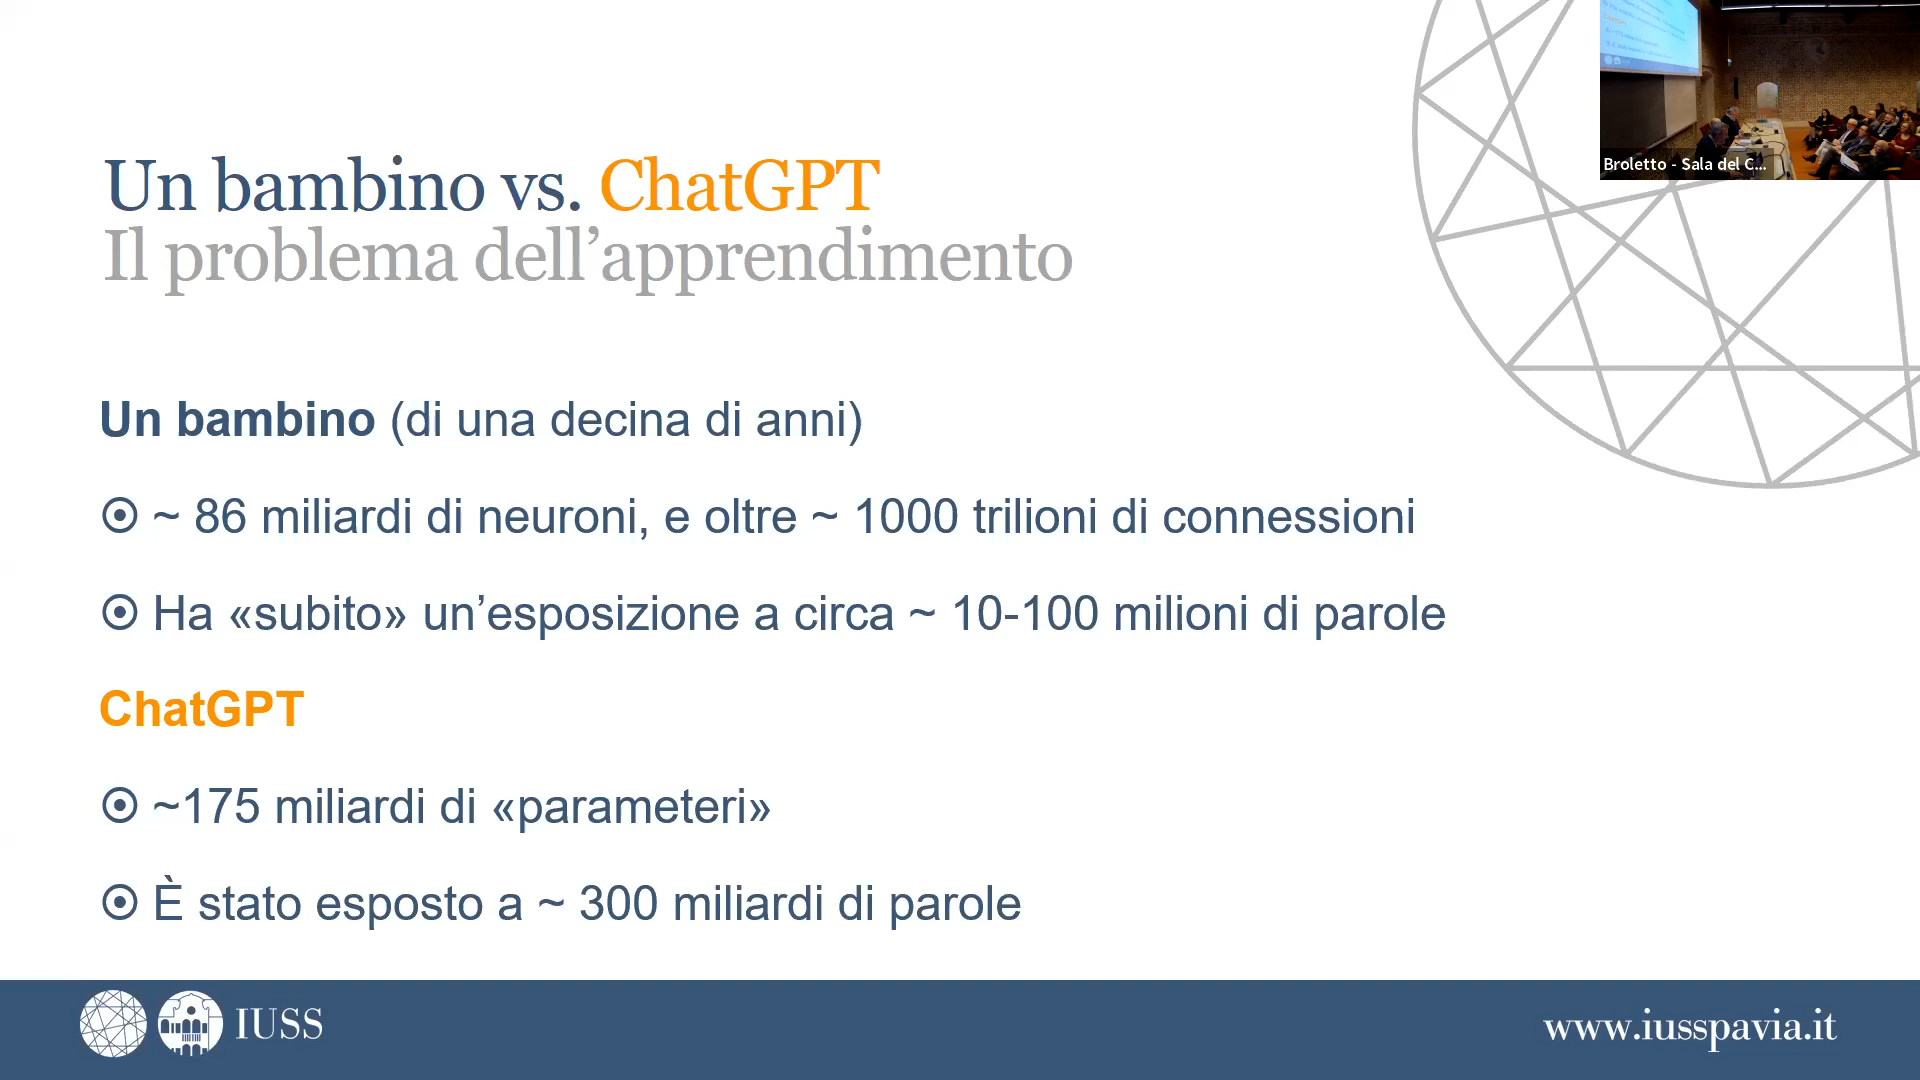 Un bambino vs. ChatGPT
Il problema dell’apprendimento
Broletto - Sala del C...
Un bambino (di una decina di anni)
~ 86 miliardi di neuroni, e oltre ~ 1000 trilioni di connessioni
Ha «subito» un’esposizione a circa ~ 10-100 milioni di parole
ChatGPT
~175 miliardi di «parameteri»
È stato esposto a ~ 300 miliardi di parole
IUSS
www.iusspavia.it